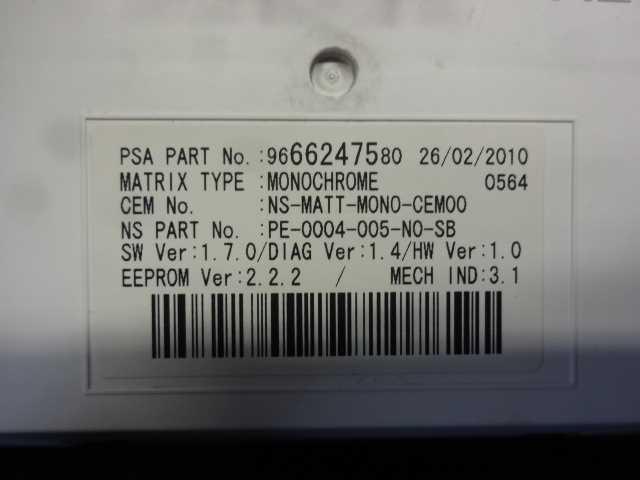 PSA PART No.:9666247580 26/02/2010
MATRIX TYPE :MONOCHROME 0564
CEM No. :NS-MATT-MONO-CEM00
NS PART No. :PE-0004-005-NO-SB
SW Ver:1.7.0/DIAG Ver:1.4/HW Ver:1.0
EEPROM Ver:2.2.2 / MECH IND:3.1